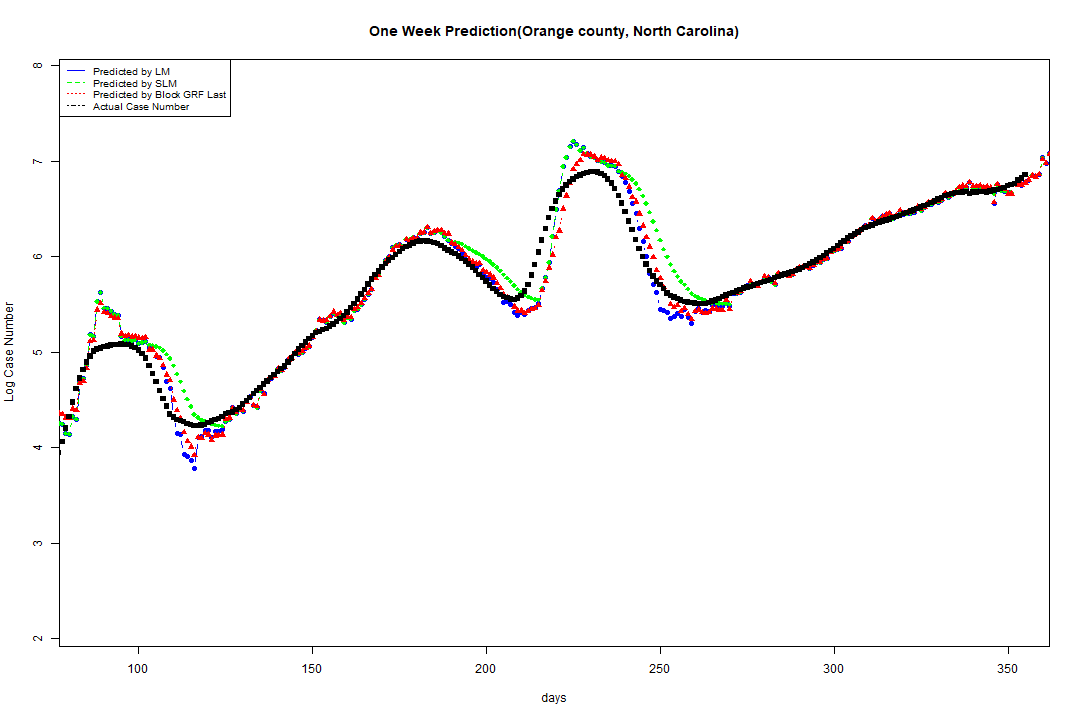 One Week Prediction(Orange county, North Carolina)
Predicted by LM
Predicted by SLM
Predicted by Block GRF Last
Actual Case Number
8
7
6
5
4
3
2
Log Case Number
100 150 200 250 300 350
days